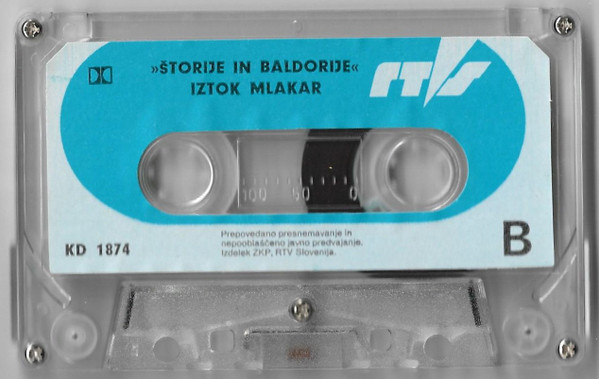 »ŠTORIJE IN BALDORIJE«
IZTOK MLAKAR
RTVS
100 50 0
Prepovedano presnemavanje in
nepooblaščeno javno predvajanje.
Izdelek ZKP, RTV Slovenija.
KD 1874
B